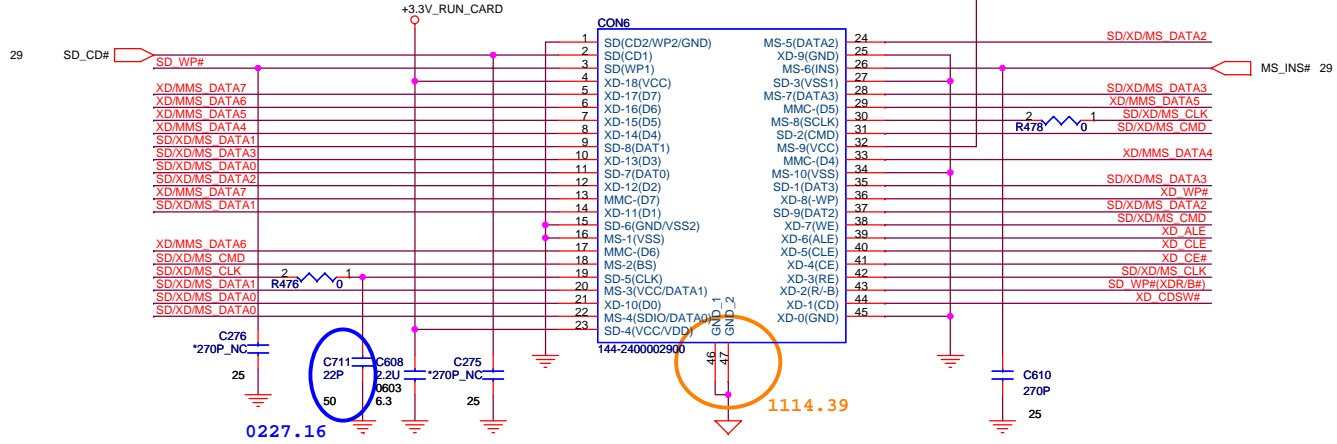 +3.3V_RUN_CARD
CON6
29 SD_CD#
SD_WP#
XD/MMS_DATA7
XD/MMS_DATA6
XD/MMS_DATA5
XD/MMS_DATA4
SD/XD/MS_DATA1
SD/XD/MS_DATA3
SD/XD/MS_DATA0
SD/XD/MS_DATA2
XD/MMS_DATA7
SD/XD/MS_DATA1
XD/MMS_DATA6
SD/XD/MS_CMD
SD/XD/MS_CLK
SD/XD/MS_DATA1
SD/XD/MS_DATA0
SD/XD/MS_DATA0
2 1
R476 0
1 SD(CD2/WP2/GND)
2 SD(CD1)
3 SD(WP1)
4 XD-18(VCC)
5 XD-17(D7)
6 XD-16(D6)
7 XD-15(D5)
8 XD-14(D4)
9 SD-8(DAT1)
10 XD-13(D3)
11 SD-7(DAT0)
12 XD-12(D2)
13 MMC-(D7)
14 XD-11(D1)
15 SD-6(GND/VSS2)
16 MS-1(VSS)
17 MMC-(D6)
18 MS-2(BS)
19 SD-5(CLK)
20 MS-3(VCC/DATA1)
21 XD-10(D0)
22 MS-4(SDIO/DATA0)
23 SD-4(VCC/VDD)
MS-5(DATA2) 24
XD-9(GND) 25
MS-6(INS) 26
SD-3(VSS1) 27
MS-7(DATA3) 28
MMC-(D5) 29
MS-8(SCLK) 30
SD-2(CMD) 31
MS-9(VCC) 32
MMC-(D4) 33
MS-10(VSS) 34
SD-1(DAT3) 35
XD-8(-WP) 36
SD-9(DAT2) 37
XD-7(WE) 38
XD-6(ALE) 39
XD-5(CLE) 40
XD-4(CE) 41
XD-3(RE) 42
XD-2(R/-B) 43
XD-1(CD) 44
XD-0(GND) 45
GND_1
GND_2
46
47
144-2400002900
SD/XD/MS_DATA2
MS_INS# 29
SD/XD/MS_DATA3
XD/MMS_DATA5
SD/XD/MS_CLK
SD/XD/MS_CMD
2 1
R478 0
XD/MMS_DATA4
SD/XD/MS_DATA3
XD_WP#
SD/XD/MS_DATA2
SD/XD/MS_CMD
XD_ALE
XD_CLE
XD_CE#
SD/XD/MS_CLK
SD_WP#(XDR/B#)
XD_CDSW#
C276
*270P_NC
25
C711
22P
50
C608
2.2U
0603
6.3
C275
*270P_NC
25
C610
270P
25
0227.16
1114.39